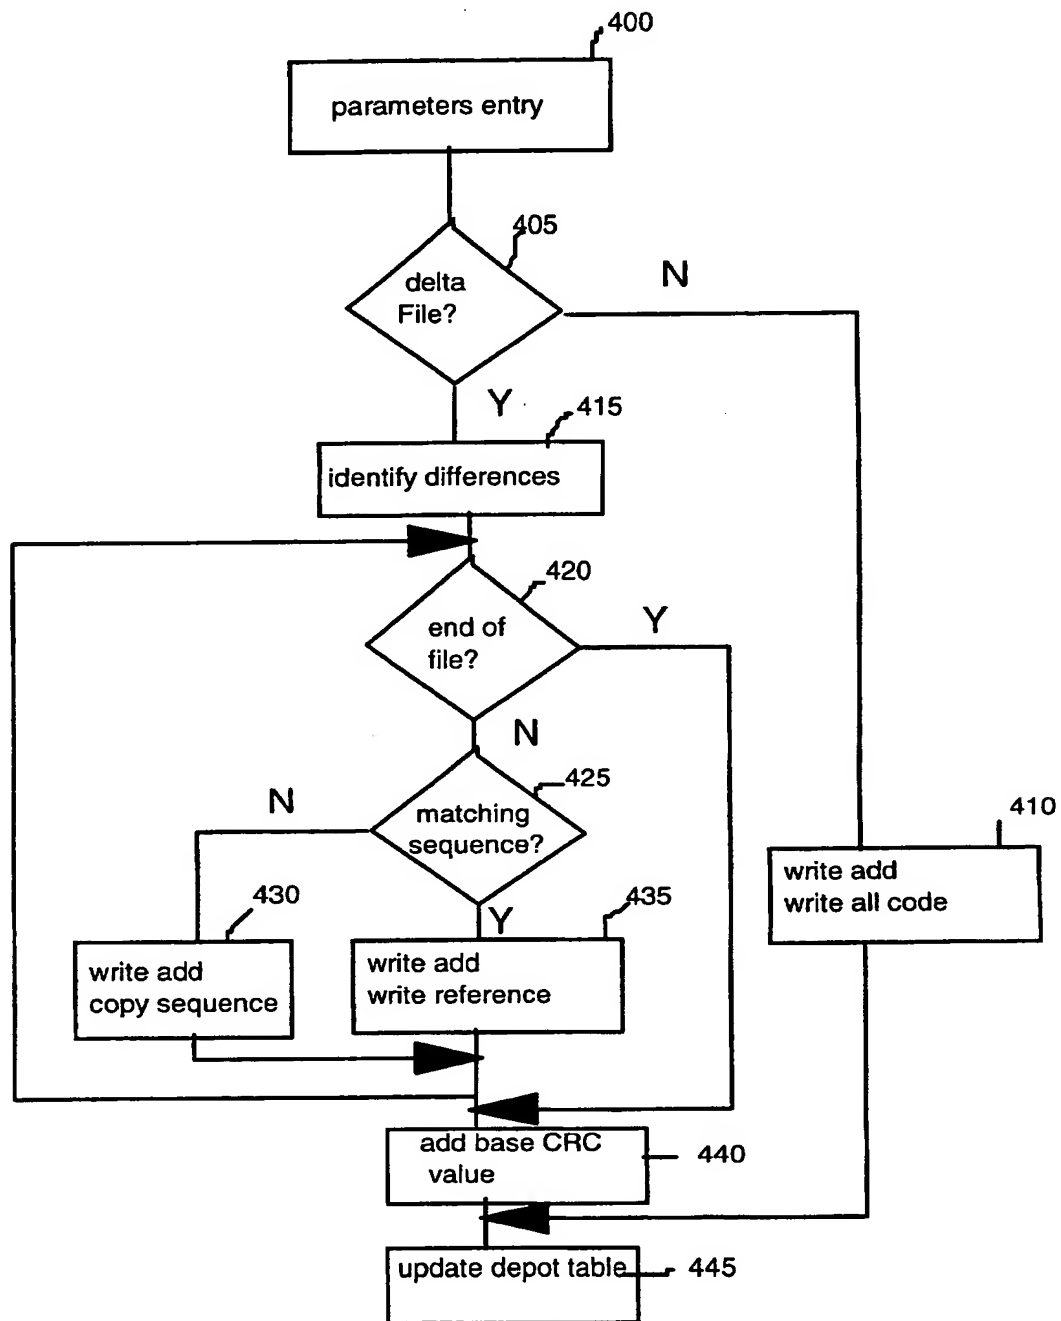 400
parameters entry
405
delta
File?
N
Y
415
identify differences
420
end of
file?
Y
N
425
matching
sequence?
N
Y
410
write add
write all code
430
write add
copy sequence
435
write add
write reference
add base CRC
value
440
update depot table
445